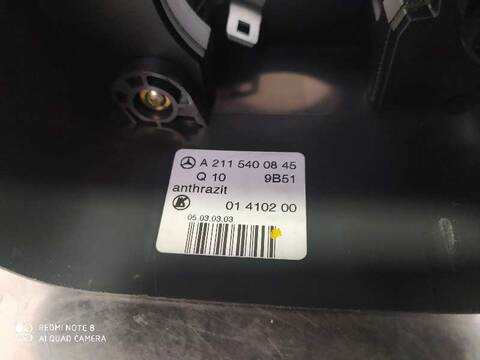 A 211 540 08 45
Q 10 9B51
anthrazit
K 01 4102 00
05.03.03.03
REDMI NOTE 8
AI QUAD CAMERA